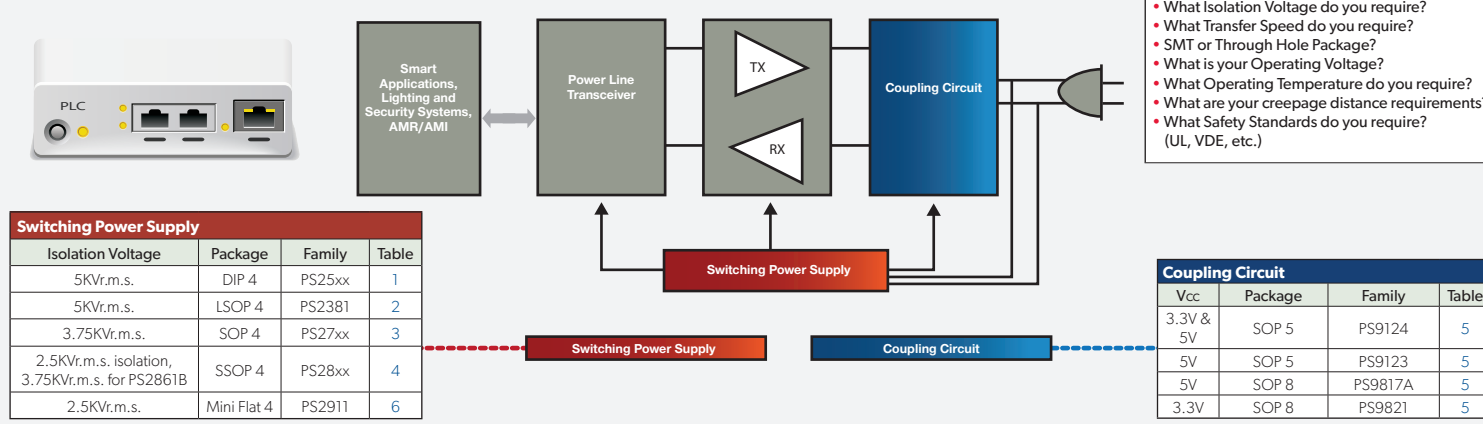 • What Isolation Voltage do you require?
• What Transfer Speed do you require?
• SMT or Through Hole Package?
• What is your Operating Voltage?
• What Operating Temperature do you require?
• What are your creepage distance requirements?
• What Safety Standards do you require?
(UL, VDE, etc.)
PLC
Smart
Applications,
Lighting and
Security Systems,
AMR/AMI
Power Line
Transceiver
TX
RX
Coupling Circuit
Switching Power Supply
Switching Power Supply
Isolation Voltage Package Family Table
5KVr.m.s. DIP 4 PS25xx 1
5KVr.m.s. LSOP 4 PS2381 2
3.75KVr.m.s. SOP 4 PS27xx 3
2.5KVr.m.s. isolation,
3.75KVr.m.s. for PS2861B SSOP 4 PS28xx 4
2.5KVr.m.s. Mini Flat 4 PS2911 6
Switching Power Supply
Coupling Circuit
Coupling Circuit
Vcc Package Family Table
3.3V &
5V SOP 5 PS9124 5
5V SOP 5 PS9123 5
5V SOP 8 PS9817A 5
3.3V SOP 8 PS9821 5